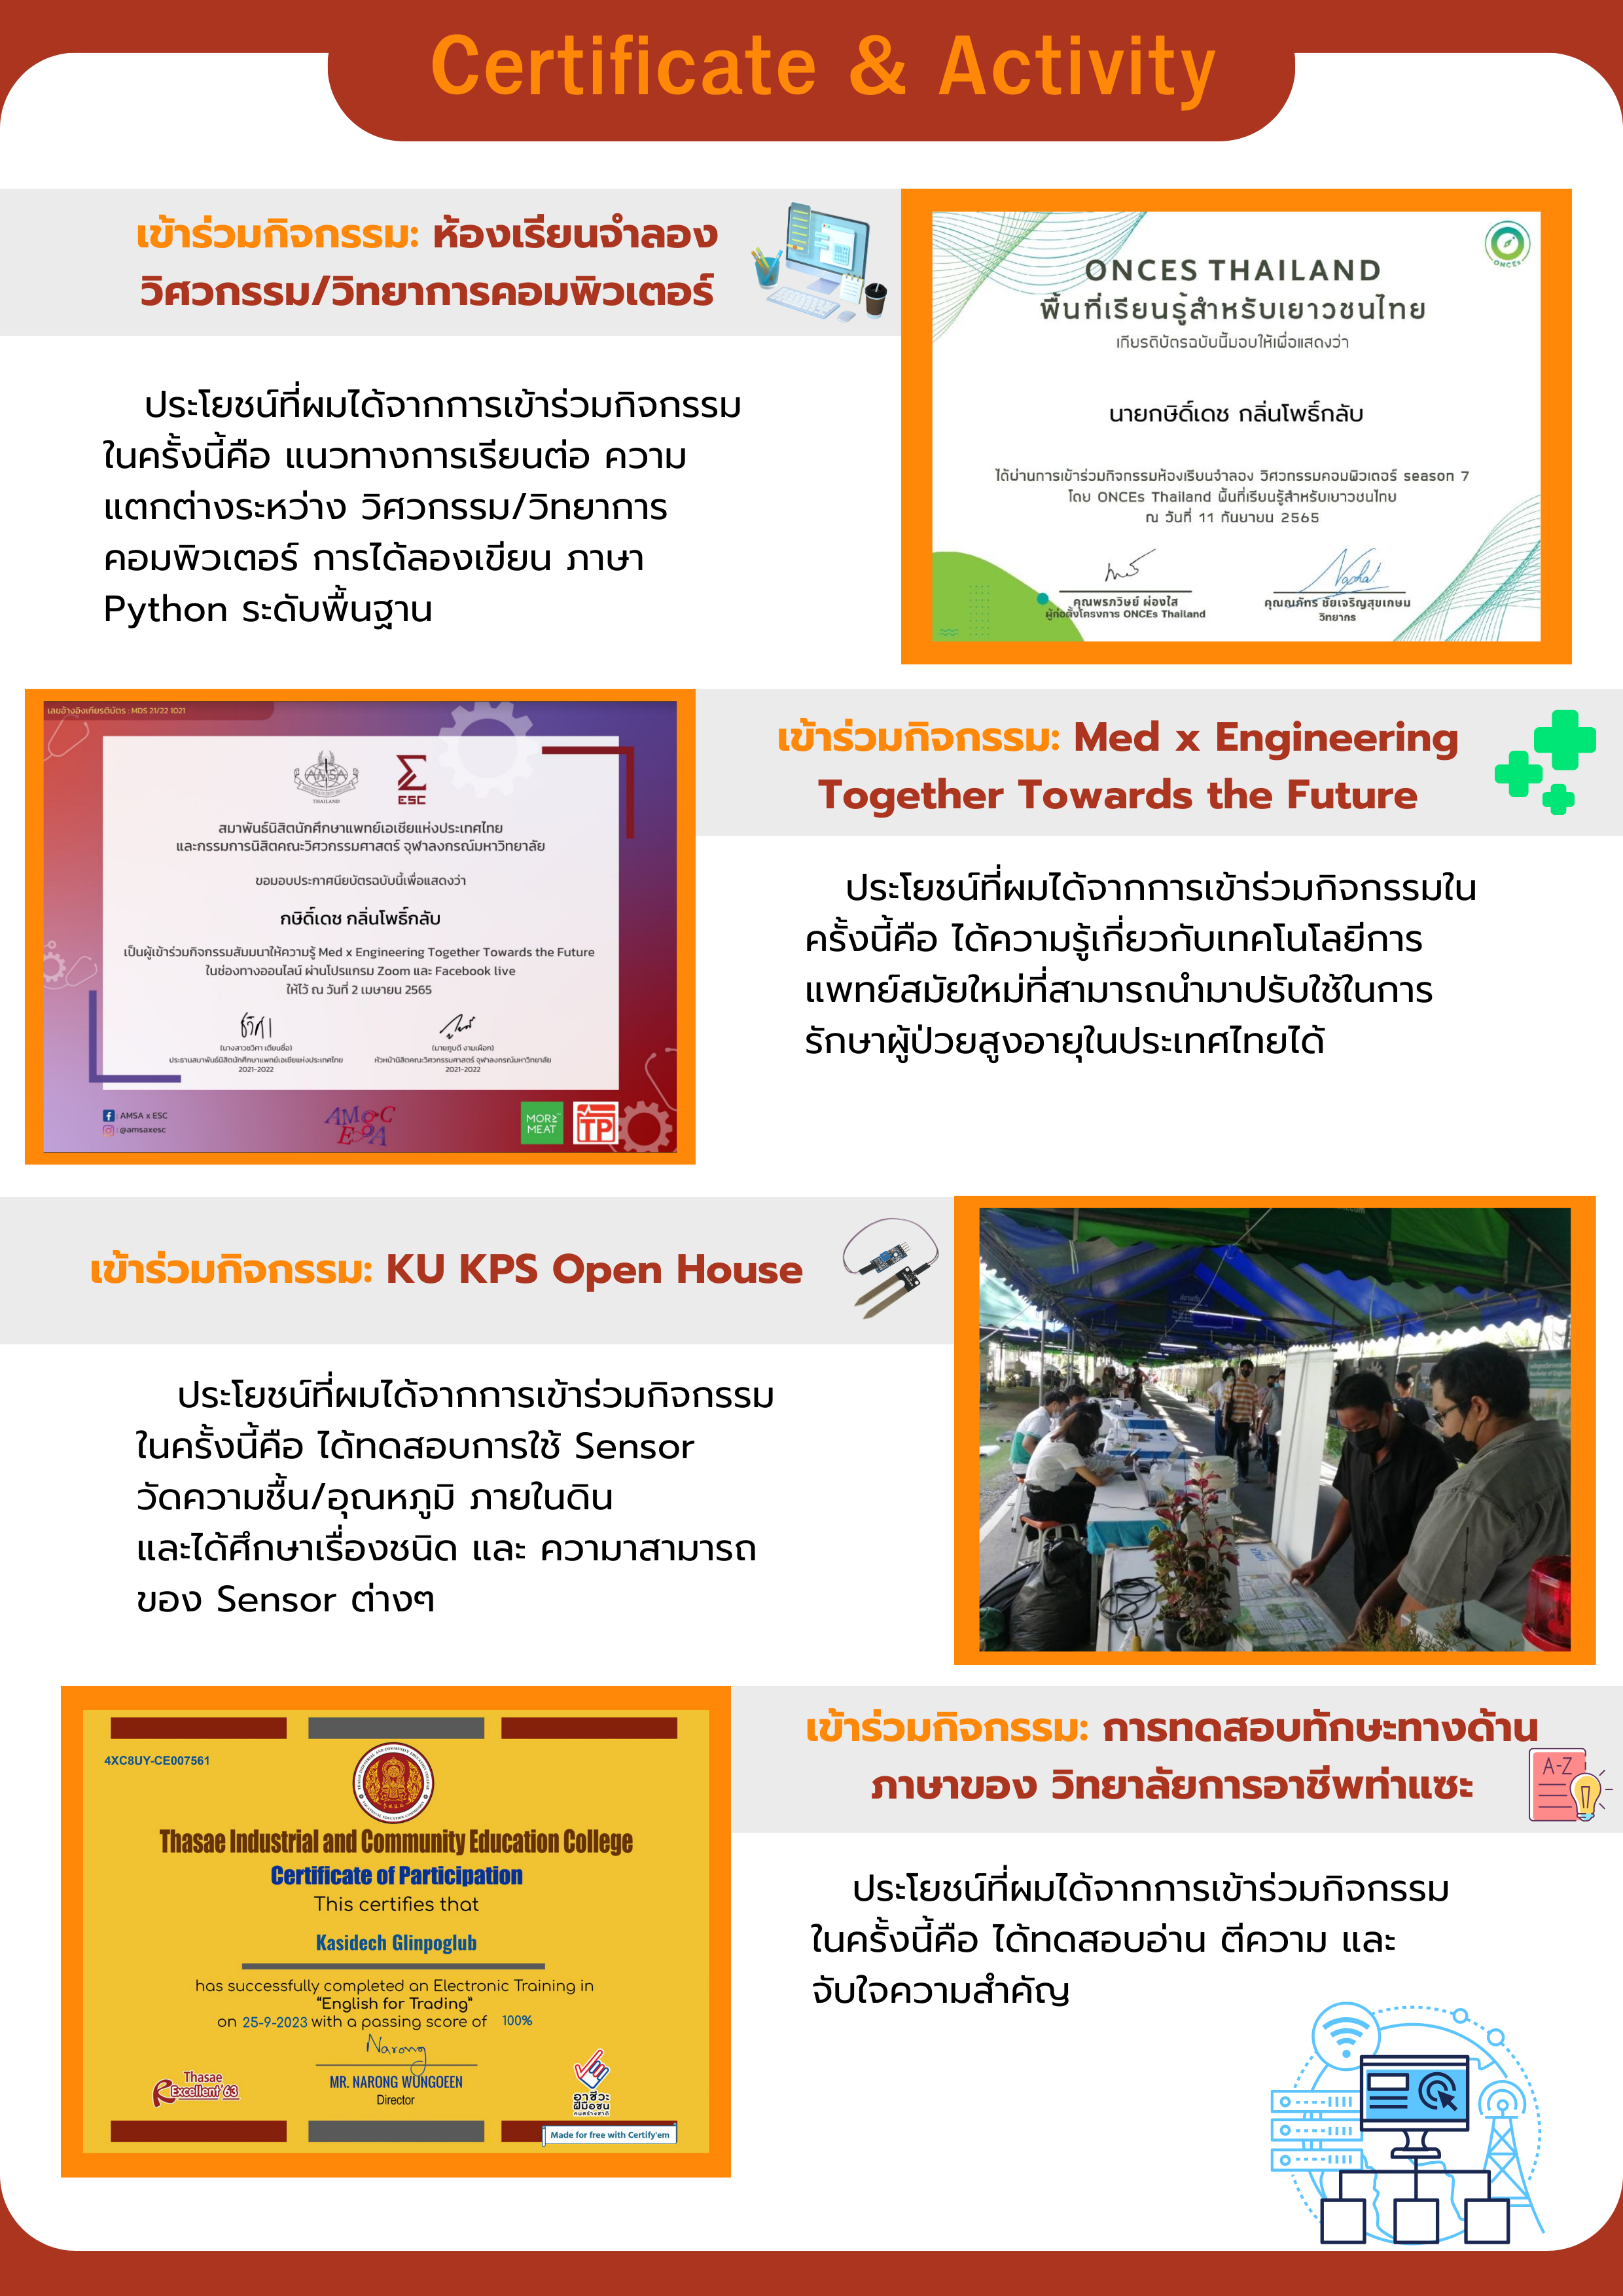 Certificate & Activity
เข้าร่วมกิจกรรม: ห้องเรียนจำลอง
วิศวกรรม/วิทยาการคอมพิวเตอร์
ประโยชน์ที่ผมได้จากการเข้าร่วมกิจกรรม
ในครั้งนี้คือ แนวทางการเรียนต่อ ความ
แตกต่างระหว่าง วิศวกรรม/วิทยาการ
คอมพิวเตอร์ การได้ลองเขียน ภาษา
Python ระดับพื้นฐาน
ONCEs
ONCES THAILAND
พื้นที่เรียนรู้สำหรับเยาวชนไทย
เกียรติบัตรฉบับนี้มอบให้เพื่อแสดงว่า
นายกษิดิ์เดช กลิ่นโพธิ์กลับ
ได้ผ่านการเข้าร่วมกิจกรรมห้องเรียนจำลอง วิศวกรรมคอมพิวเตอร์ season 7
โดย ONCEs Thailand พื้นที่เรียนรู้สำหรับเยาวชนไทย
ณ วันที่ 11 กันยายน 2565
คุณพรภวิษย์ ผ่องใส
ผู้ก่อตั้งโครงการ ONCEs Thailand
คุณณภัทร ชัยเจริญสุขเกษม
วิทยากร
เลขอ้างอิงเกียรติบัตร : MDS 21/22 1021
AMSA
THAILAND
ESC
สมาพันธ์นิสิตนักศึกษาแพทย์เอเชียแห่งประเทศไทย
และกรรมการนิสิตคณะวิศวกรรมศาสตร์ จุฬาลงกรณ์มหาวิทยาลัย
ขอมอบประกาศนียบัตรฉบับนี้เพื่อแสดงว่า
กษิดิ์เดช กลิ่นโพธิ์กลับ
เป็นผู้เข้าร่วมกิจกรรมสัมมนาให้ความรู้ Med x Engineering Together Towards the Future
ในช่องทางออนไลน์ ผ่านโปรแกรม Zoom และ Facebook live
ให้ไว้ ณ วันที่ 2 เมษายน 2565
(นางสาวชวิศา เตียนชื่อ)
ประธานสมาพันธ์นิสิตนักศึกษาแพทย์เอเชียแห่งประเทศไทย
2021-2022
หัวหน้านิสิตคณะวิศวกรรมศาสตร์ จุฬาลงกรณ์มหาวิทยาลัย
2021-2022
AMSA x ESC
: @amsaxesc
MORE
MEAT
TP
เข้าร่วมกิจกรรม: Med x Engineering
Together Towards the Future
ประโยชน์ที่ผมได้จากการเข้าร่วมกิจกรรมใน
ครั้งนี้คือ ได้ความรู้เกี่ยวกับเทคโนโลยีการ
แพทย์สมัยใหม่ที่สามารถนำมาปรับใช้ในการ
รักษาผู้ป่วยสูงอายุในประเทศไทยได้
เข้าร่วมกิจกรรม: KU KPS Open House
ประโยชน์ที่ผมได้จากการเข้าร่วมกิจกรรม
ในครั้งนี้คือ ได้ทดสอบการใช้ Sensor
วัดความชื้น/อุณหภูมิ ภายในดิน
และได้ศึกษาเรื่องชนิด และ ความาสามารถ
ของ Sensor ต่างๆ
4XC8UY-CE007561
Thasae Industrial and Community Education College
Certificate of Participation
This certifies that
Kasidech Glinpoglub
has successfully completed an Electronic Training in
“English for Trading”
on 25-9-2023 with a passing score of 100%
Narong
MR. NARONG WUNGOEEN
Director
Thasae
Excellent' 63
อาชีวะ
ฝีมือชน
คนสร้างชาติ
Made for free with Certify'em
เข้าร่วมกิจกรรม: การทดสอบทักษะทางด้าน
ภาษาของ วิทยาลัยการอาชีพท่าแซะ
A-Z
ประโยชน์ที่ผมได้จากการเข้าร่วมกิจกรรม
ในครั้งนี้คือ ได้ทดสอบอ่าน ตีความ และ
จับใจความสำคัญ